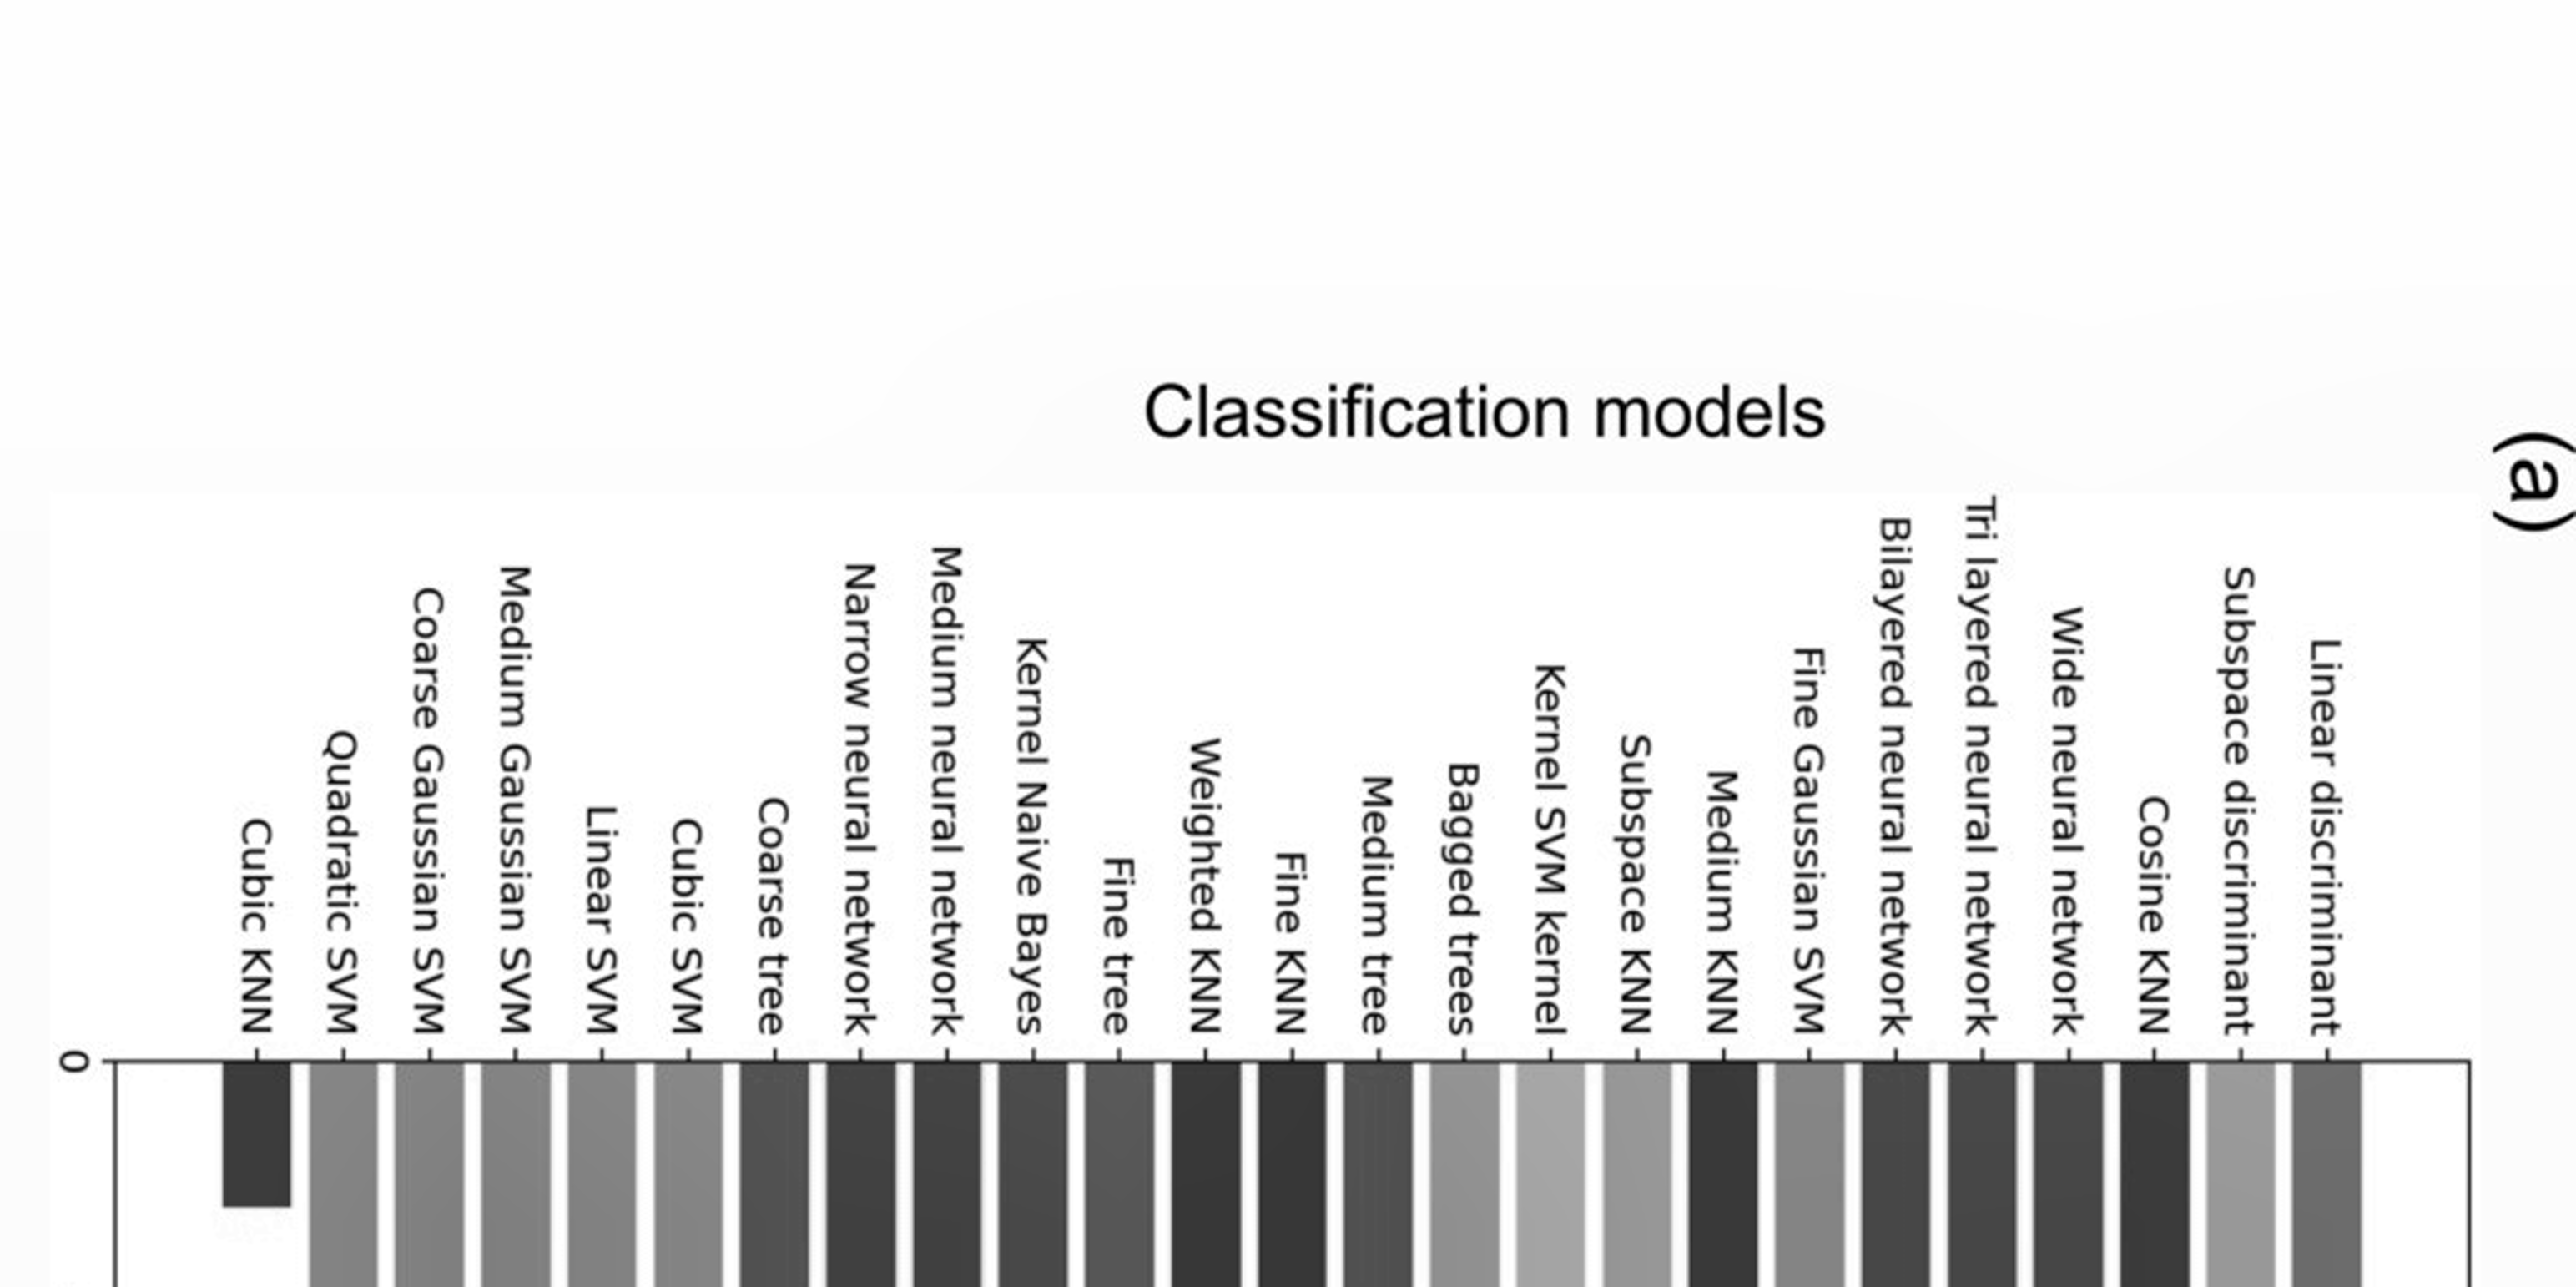 (a)
Classification models
Linear discriminant
Subspace discriminant
Cosine KNN
Wide neural network
Tri layered neural network
Bilayered neural network
Fine Gaussian SVM
Medium KNN
Subspace KNN
Kernel SVM kernel
Bagged trees
Medium tree
Fine KNN
Weighted KNN
Fine tree
Kernel Naive Bayes
Medium neural network
Narrow neural network
Coarse tree
Cubic SVM
Linear SVM
Medium Gaussian SVM
Coarse Gaussian SVM
Quadratic SVM
Cubic KNN
0